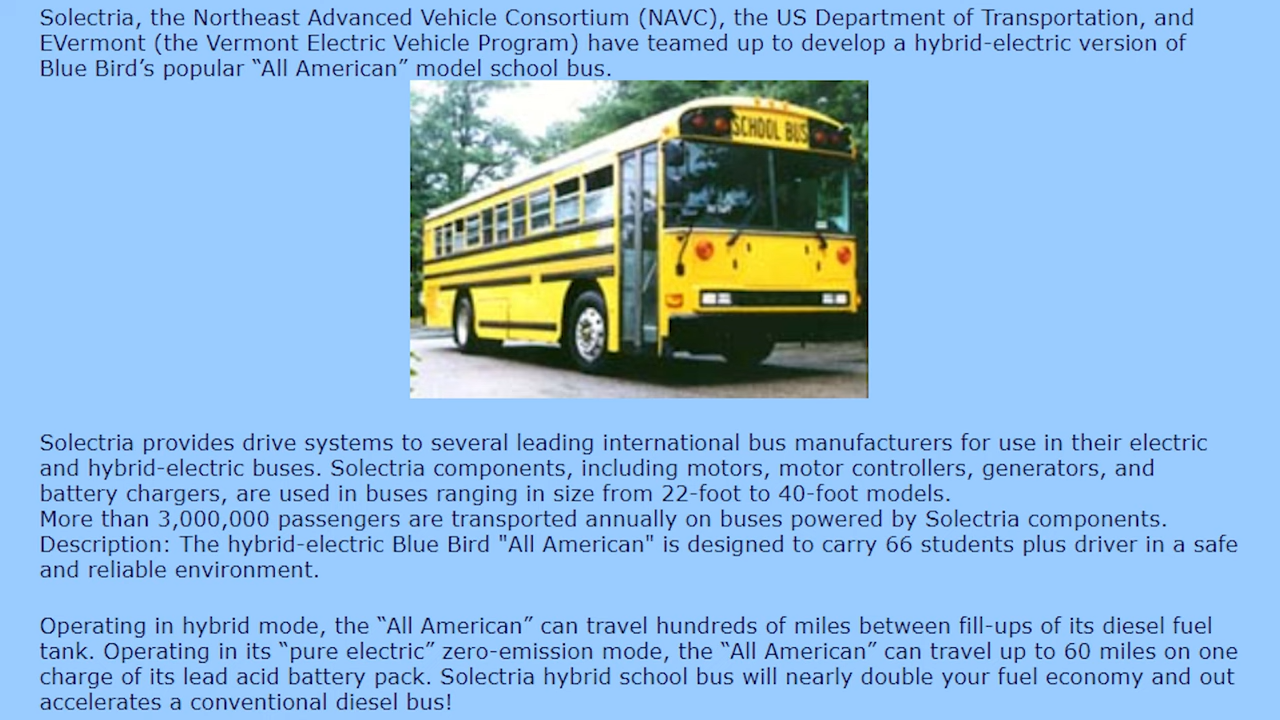 Solectria, the Northeast Advanced Vehicle Consortium (NAVC), the US Department of Transportation, and
EVermont (the Vermont Electric Vehicle Program) have teamed up to develop a hybrid-electric version of
Blue Bird’s popular “All American” model school bus.
SCHOOL BUS
Solectria provides drive systems to several leading international bus manufacturers for use in their electric
and hybrid-electric buses. Solectria components, including motors, motor controllers, generators, and
battery chargers, are used in buses ranging in size from 22-foot to 40-foot models.
More than 3,000,000 passengers are transported annually on buses powered by Solectria components.
Description: The hybrid-electric Blue Bird "All American" is designed to carry 66 students plus driver in a safe
and reliable environment.
Operating in hybrid mode, the “All American” can travel hundreds of miles between fill-ups of its diesel fuel
tank. Operating in its “pure electric” zero-emission mode, the “All American” can travel up to 60 miles on one
charge of its lead acid battery pack. Solectria hybrid school bus will nearly double your fuel economy and out
accelerates a conventional diesel bus!